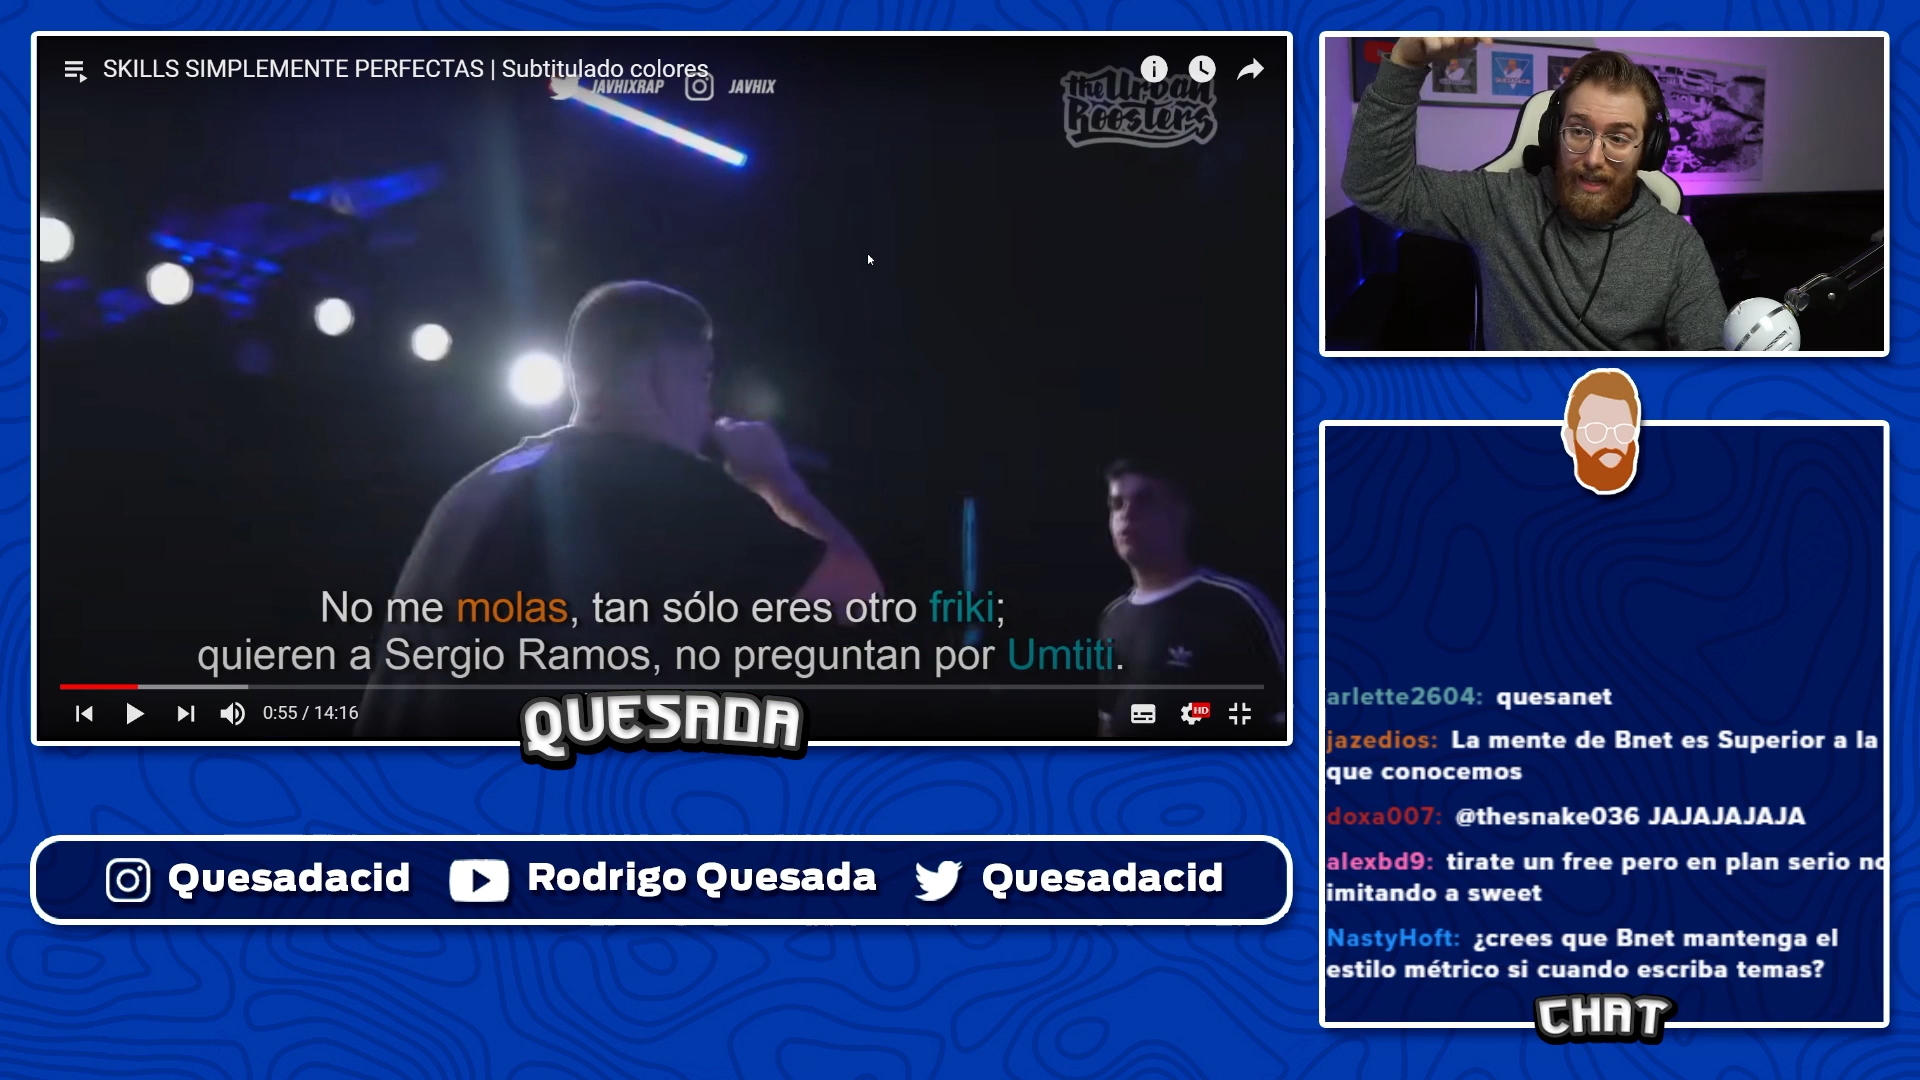 SKILLS SIMPLEMENTE PERFECTAS | Subtitulado colores
JAVHIXRAP JAVHIX
the Urban
Roosters
No me molas, tan sólo eres otro friki;
quieren a Sergio Ramos, no preguntan por Umtiti.
0:55 / 14:16
HD
QUESADA
Quesadacid Rodrigo Quesada Quesadacid
arlette2604: quesanet
jazedios: La mente de Bnet es Superior a la
que conocemos
doxa007: @thesnake036 JAJAJAJAJA
alexbd9: tirate un free pero en plan serio no
imitando a sweet
NastyHoft: ¿crees que Bnet mantenga el
estilo métrico si cuando escriba temas?
CHAT